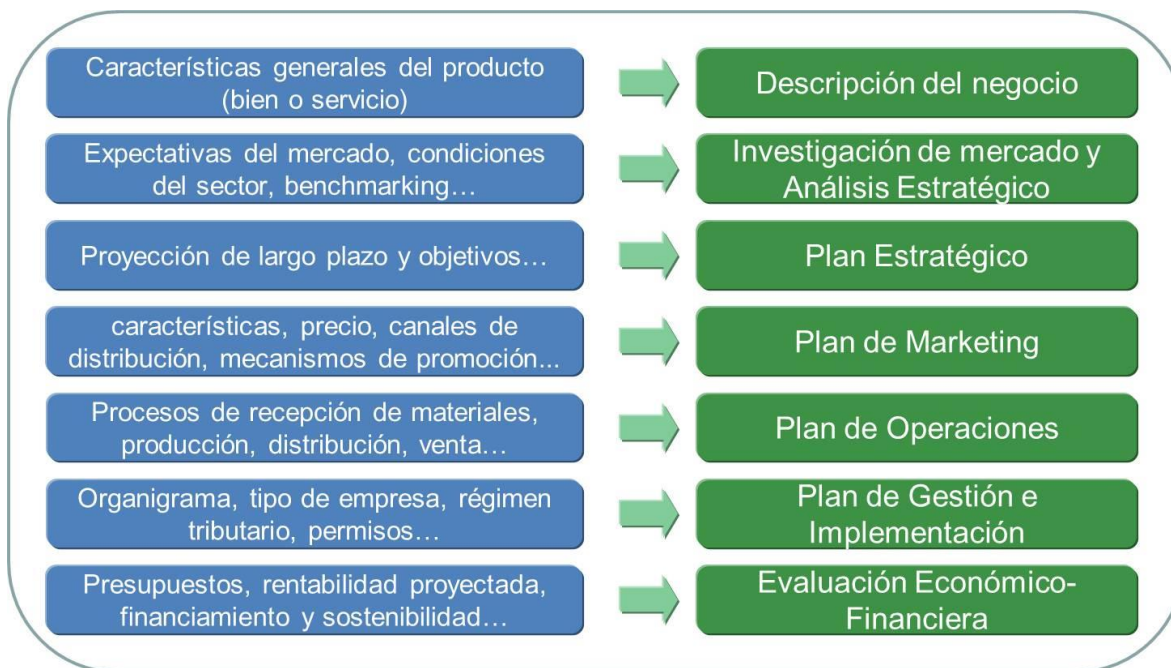 Características generales del producto
(bien o servicio)
Descripción del negocio
Expectativas del mercado, condiciones
del sector, benchmarking…
Investigación de mercado y
Análisis Estratégico
Proyección de largo plazo y objetivos…
Plan Estratégico
características, precio, canales de
distribución, mecanismos de promoción...
Plan de Marketing
Procesos de recepción de materiales,
producción, distribución, venta…
Plan de Operaciones
Organigrama, tipo de empresa, régimen
tributario, permisos…
Plan de Gestión e
Implementación
Presupuestos, rentabilidad proyectada,
financiamiento y sostenibilidad…
Evaluación Económico-
Financiera